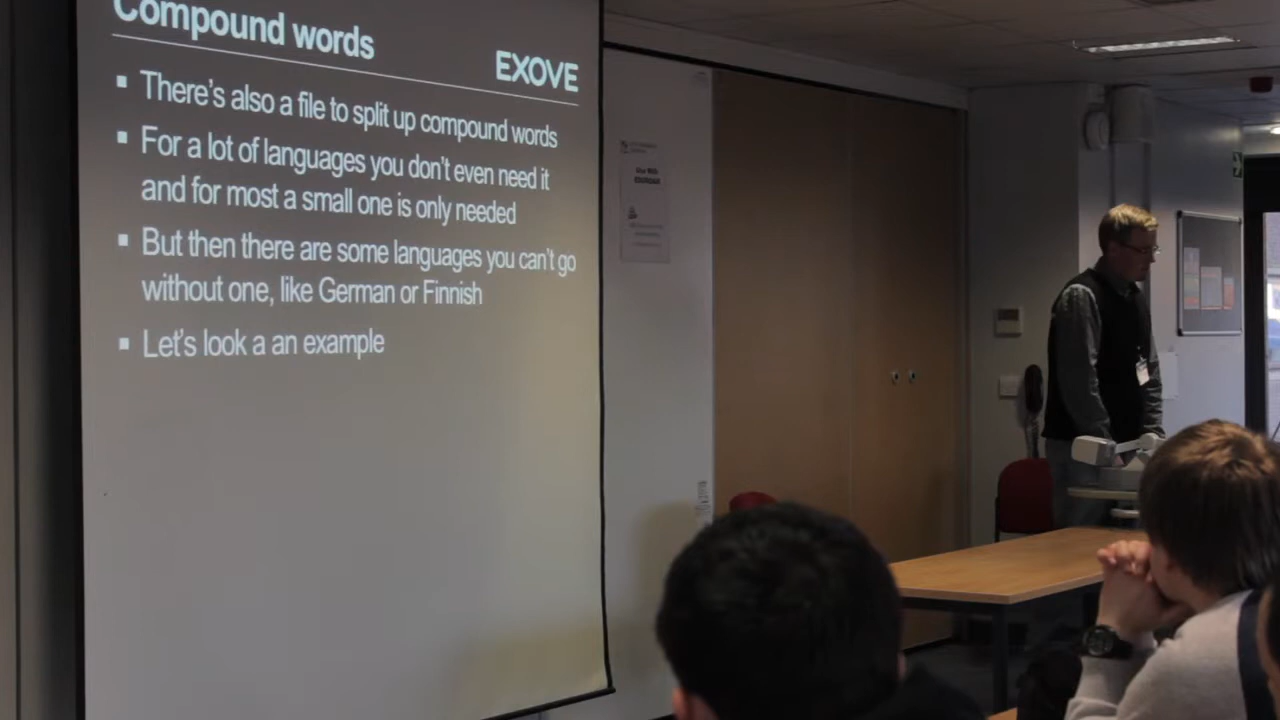 Compound words
EXOVE
There's also a file to split up compound words
For a lot of languages you don't even need it
and for most a small one is only needed
But then there are some languages you can't go
without one, like German or Finnish
Let's look a an example